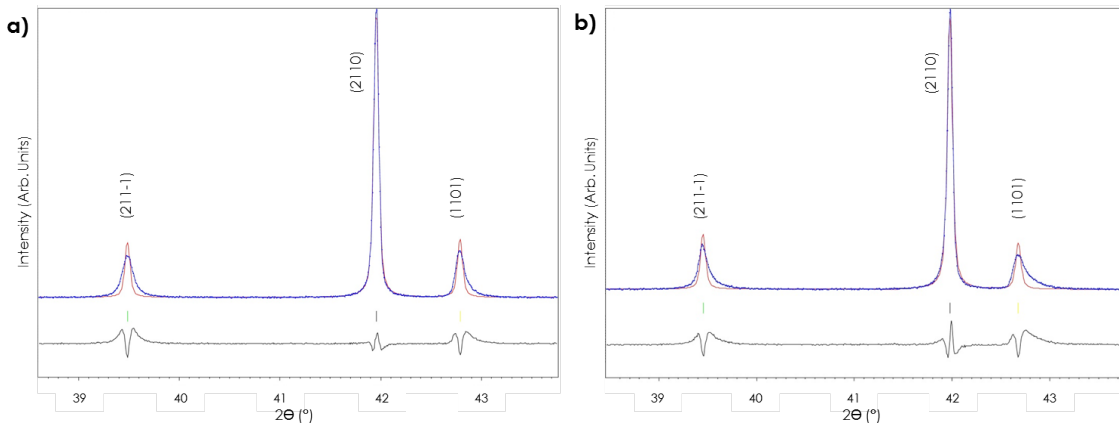 a)
Intensity (Arb. Units)
(211-1)
(2110)
(1101)
39 40 41 42 43
2Θ (°)
b)
Intensity (Arb. Units)
(211-1)
(2110)
(1101)
39 40 41 42 43
2Θ (°)